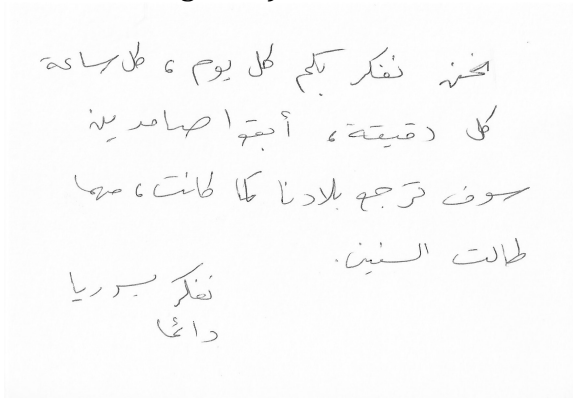 نحن نفكر بكم كل يوم، كل ساعة
كل دقيقة، أبقوا صامدين
سوف ترجع بلادنا كما كانت، مهما
طالت السنين.
نفكر بسوريا
دائما